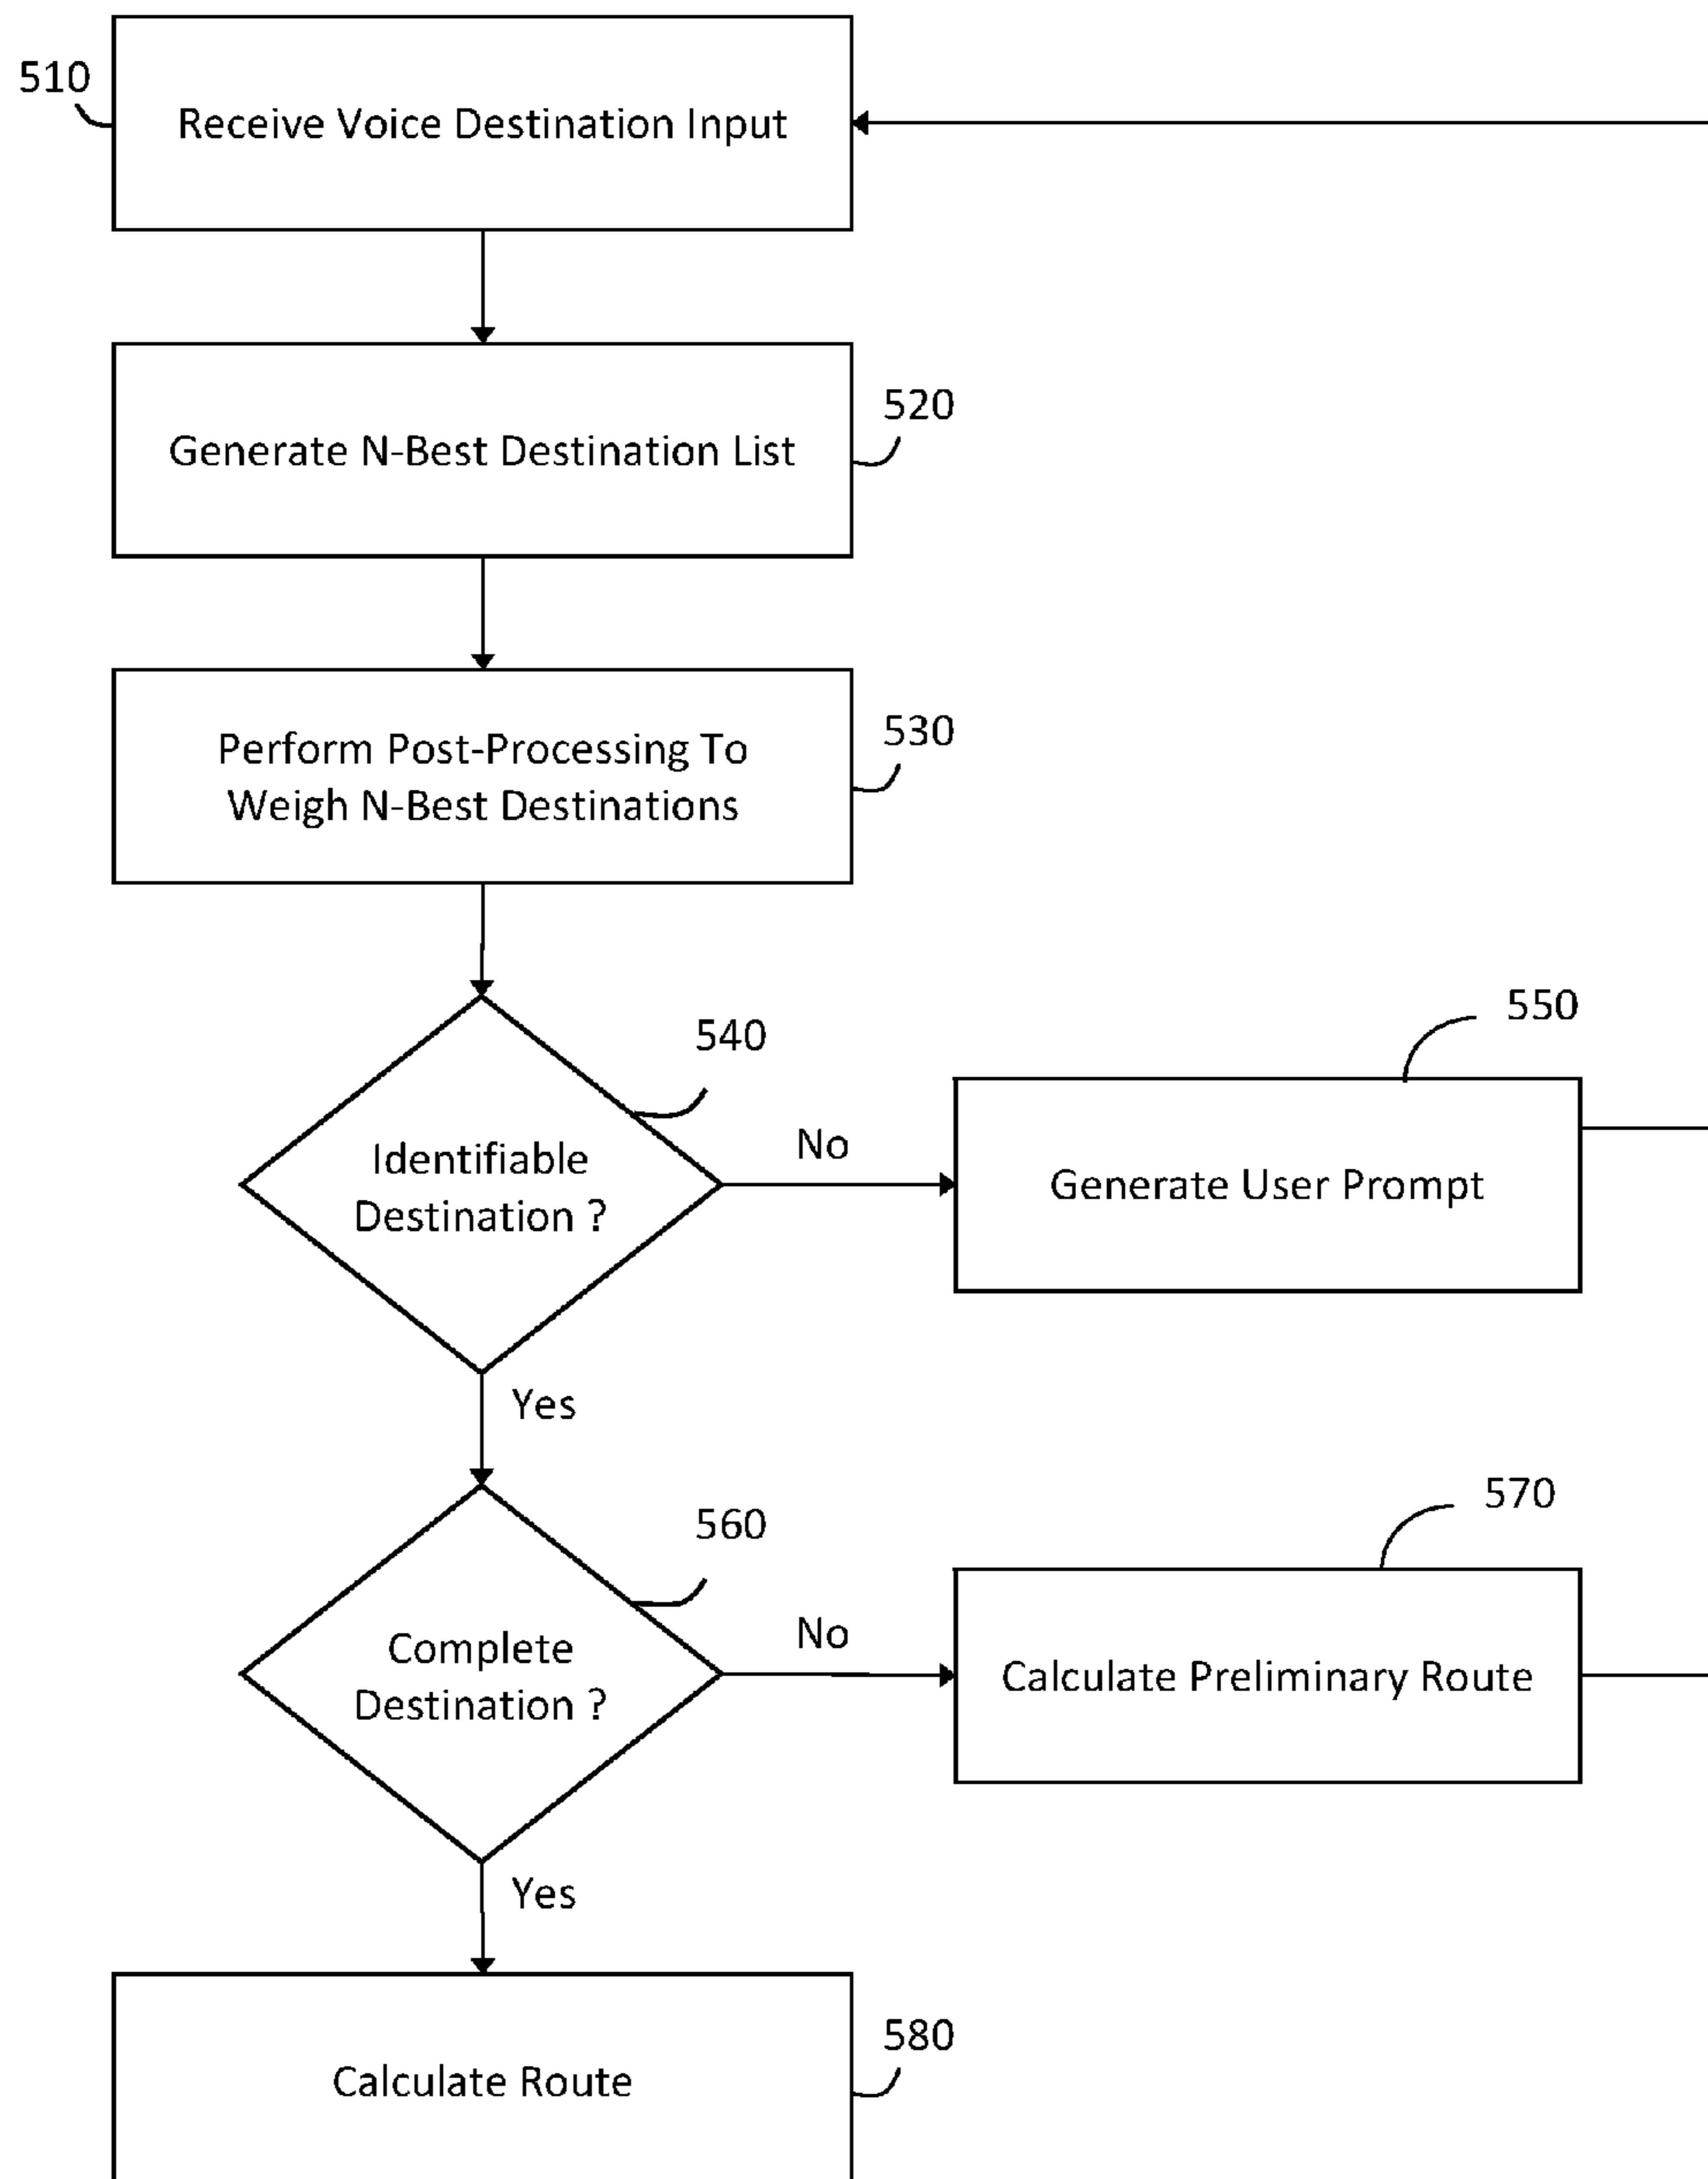 510
Receive Voice Destination Input
Generate N-Best Destination List
520
Perform Post-Processing To
Weigh N-Best Destinations
530
540
Identifiable
Destination ?
No
550
Generate User Prompt
Yes
560
Complete
Destination ?
No
570
Calculate Preliminary Route
Yes
Calculate Route
580